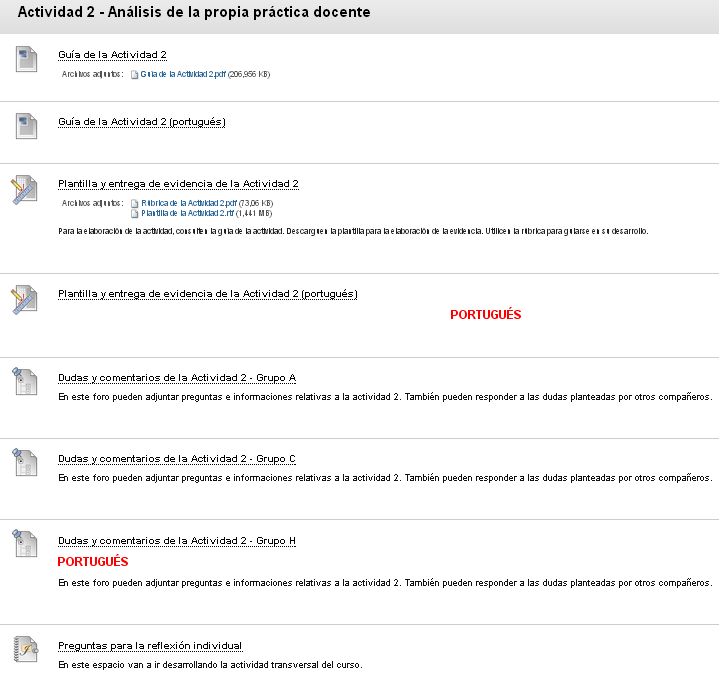 Actividad 2 - Análisis de la propia práctica docente
Guía de la Actividad 2
Archivos adjuntos: Guía de la Actividad 2.pdf (206,956 KB)
Guía de la Actividad 2 (portugués)
Plantilla y entrega de evidencia de la Actividad 2
Archivos adjuntos: Rúbrica de la Actividad 2.pdf (73,06 KB)
Plantilla de la Actividad 2.rtf (1,441 MB)
Para la elaboración de la actividad, consulten la guía de la actividad. Descarguen la plantilla para la elaboración de la evidencia. Utilicen la rúbrica para guiarse en su desarrollo.
Plantilla y entrega de evidencia de la Actividad 2 (portugués)
PORTUGUÉS
Dudas y comentarios de la Actividad 2 - Grupo A
En este foro pueden adjuntar preguntas e informaciones relativas a la actividad 2. También pueden responder a las dudas planteadas por otros compañeros.
Dudas y comentarios de la Actividad 2 - Grupo C
En este foro pueden adjuntar preguntas e informaciones relativas a la actividad 2. También pueden responder a las dudas planteadas por otros compañeros.
Dudas y comentarios de la Actividad 2 - Grupo H
PORTUGUÉS
En este foro pueden adjuntar preguntas e informaciones relativas a la actividad 2. También pueden responder a las dudas planteadas por otros compañeros.
Preguntas para la reflexión individual
En este espacio van a ir desarrollando la actividad transversal del curso.